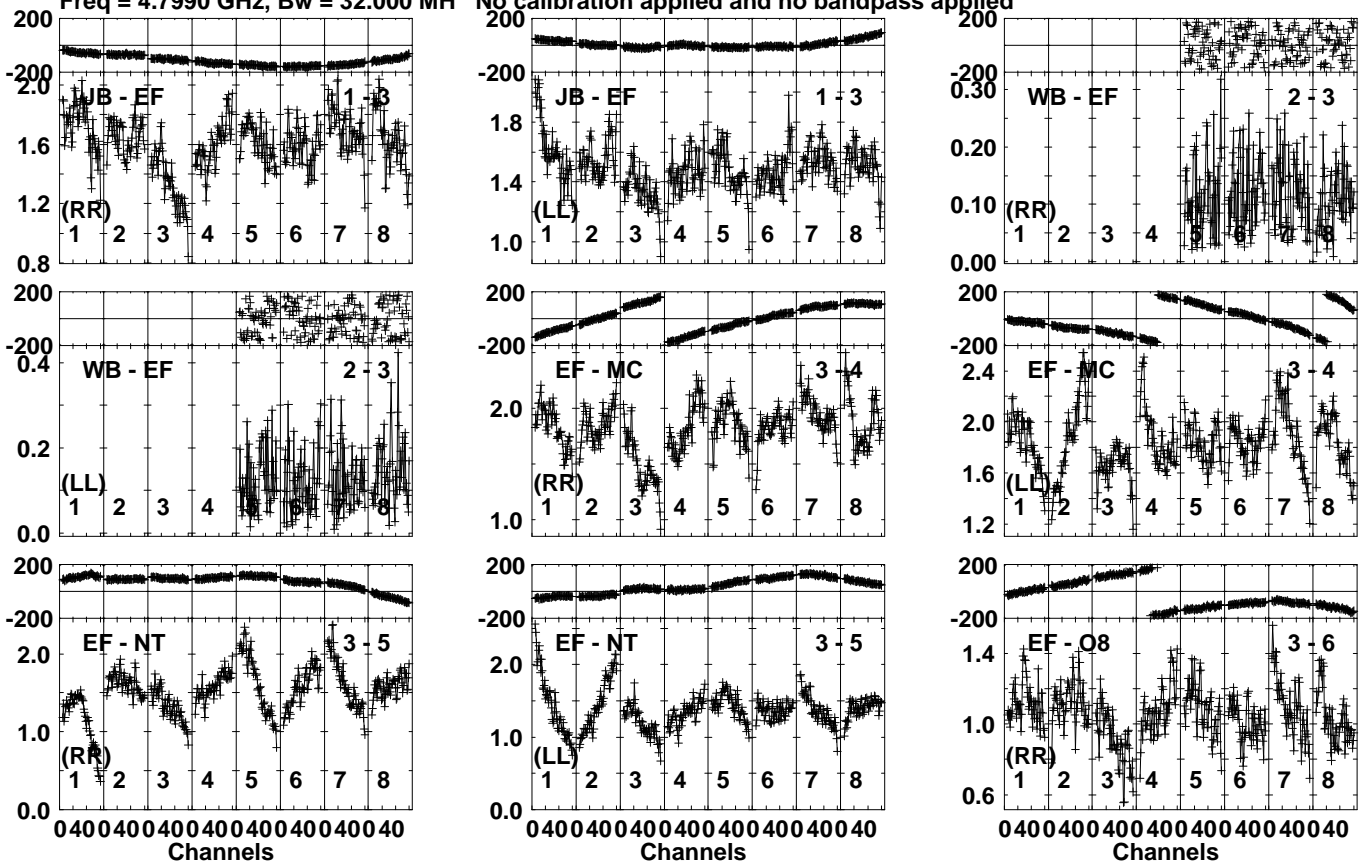 Freq = 4.7990 GHz, Bw = 32.000 MH No calibration applied and no bandpass applied
200
-200
2.0
1.6
1.2
0.8
JB - EF 1 - 3
(RR)
1 2 3 4 5 6 7 8
200
-200
1.8
1.4
1.0
JB - EF 1 - 3
(LL)
1 2 3 4 5 6 7 8
200
-200
0.30
0.20
0.10
0.00
WB - EF 2 - 3
(RR)
1 2 3 4 5 6 7 8
200
-200
0.4
0.2
0.0
WB - EF 2 - 3
(LL)
1 2 3 4 5 6 7 8
200
-200
2.0
1.0
EF - MC 3 - 4
(RR)
1 2 3 4 5 6 7 8
200
-200
2.4
2.0
1.6
1.2
EF - MC 3 - 4
(LL)
1 2 3 4 5 6 7 8
200
-200
2.0
1.0
0.0
EF - NT 3 - 5
(RR)
1 2 3 4 5 6 7 8
0 40 0 40 0 40 0 40 0 40 0 40 0 40 0 40
Channels
200
-200
2.0
1.0
0.0
EF - NT 3 - 5
(LL)
1 2 3 4 5 6 7 8
0 40 0 40 0 40 0 40 0 40 0 40 0 40 0 40
Channels
200
-200
1.4
1.0
0.6
EF - O8 3 - 6
(RR)
1 2 3 4 5 6 7 8
0 40 0 40 0 40 0 40 0 40 0 40 0 40 0 40
Channels